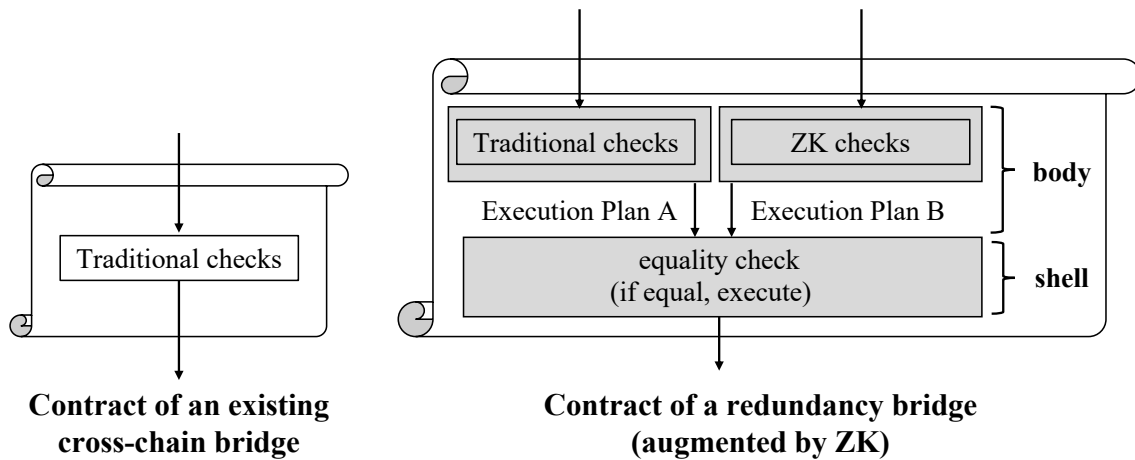 Traditional checks
Contract of an existing
cross-chain bridge
Traditional checks
ZK checks
body
Execution Plan A
Execution Plan B
equality check
(if equal, execute)
shell
Contract of a redundancy bridge
(augmented by ZK)